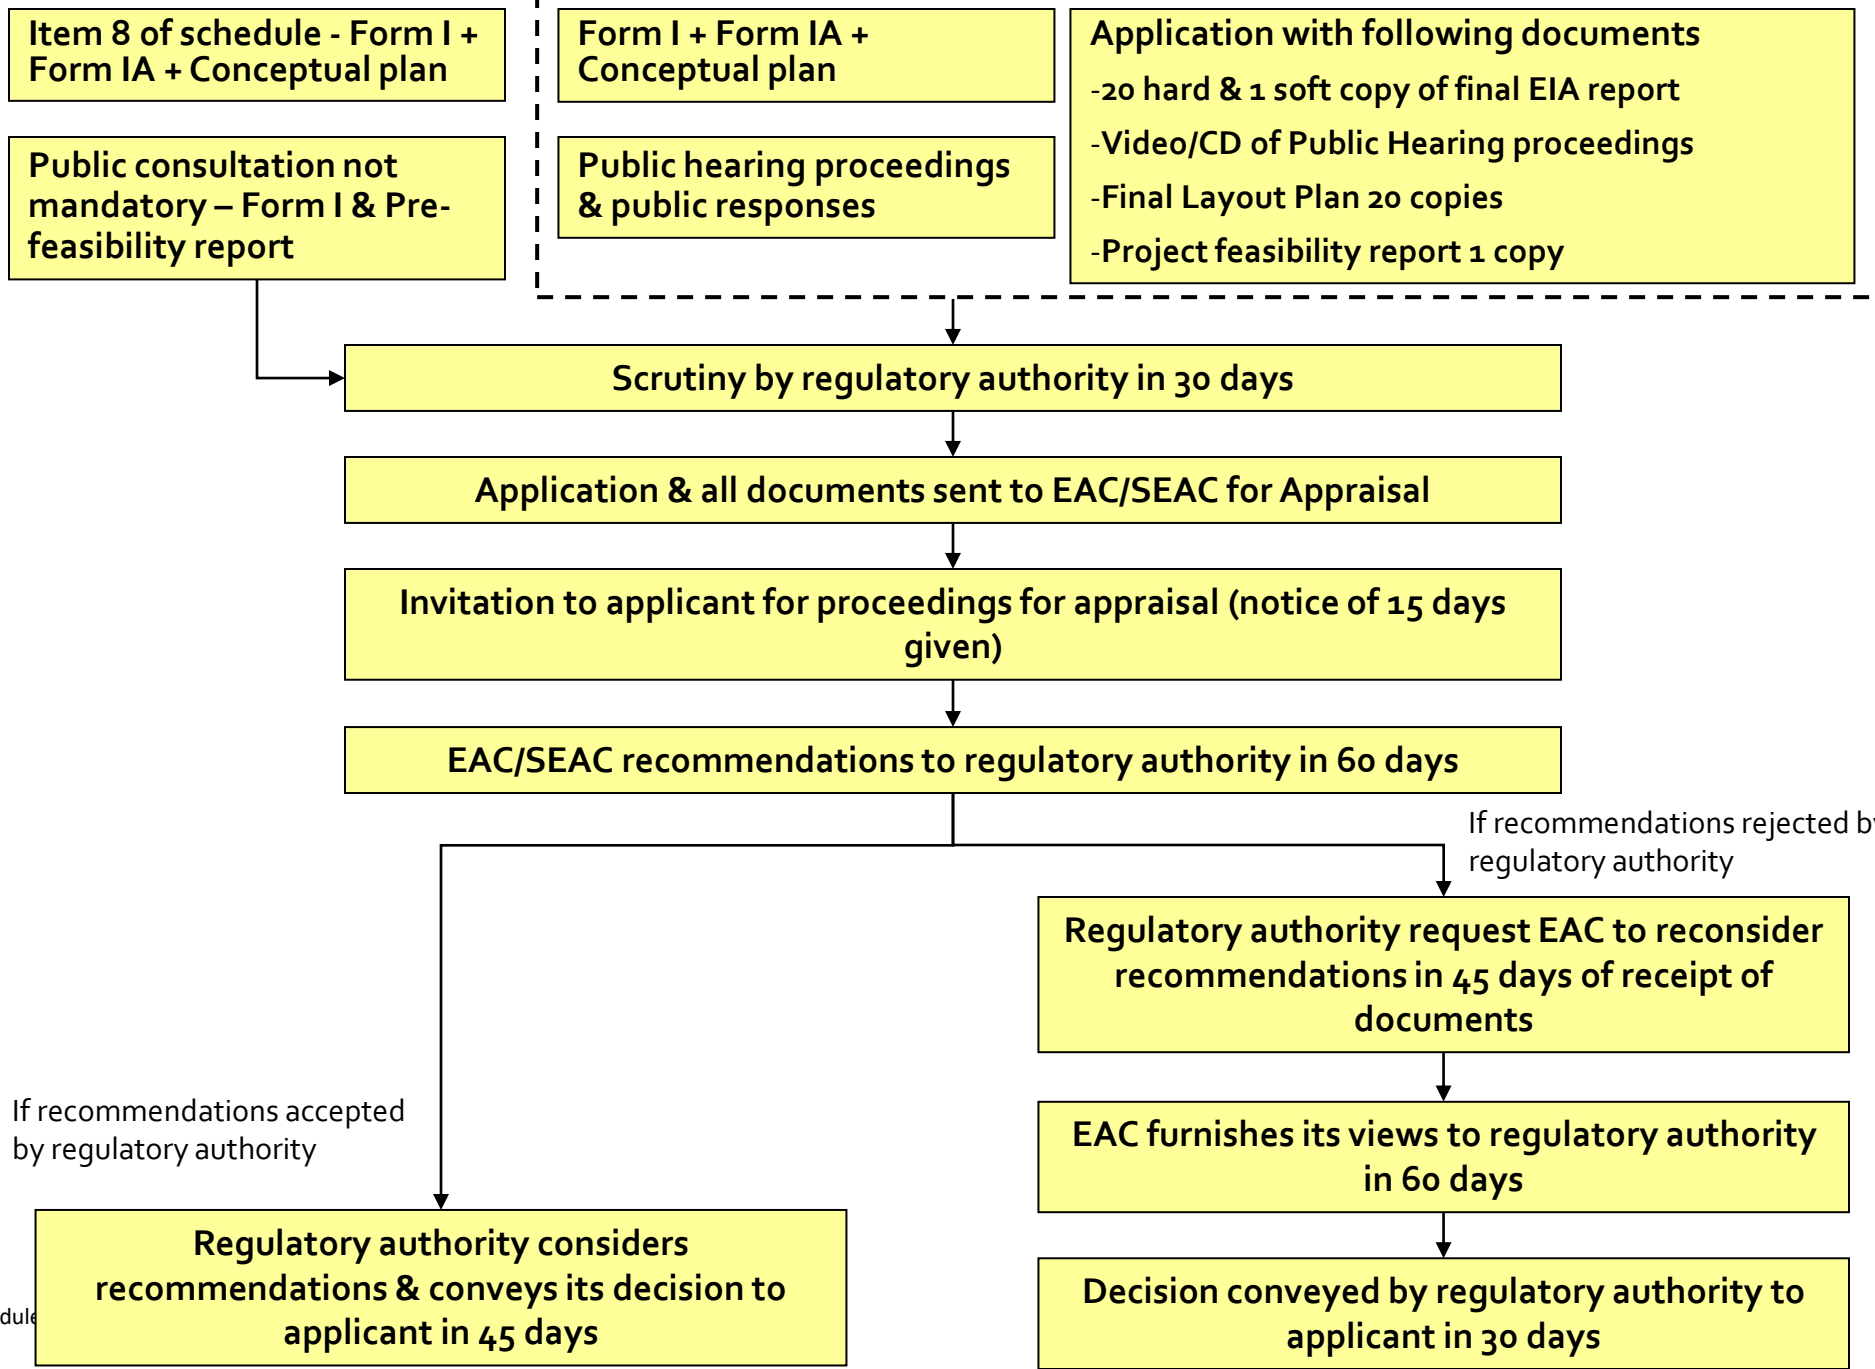 Item 8 of schedule - Form I +
Form IA + Conceptual plan
Public consultation not
mandatory – Form I & Pre-
feasibility report
Form I + Form IA +
Conceptual plan
Public hearing proceedings
& public responses
Application with following documents
-20 hard & 1 soft copy of final EIA report
-Video/CD of Public Hearing proceedings
-Final Layout Plan 20 copies
-Project feasibility report 1 copy
Scrutiny by regulatory authority in 30 days
Application & all documents sent to EAC/SEAC for Appraisal
Invitation to applicant for proceedings for appraisal (notice of 15 days
given)
EAC/SEAC recommendations to regulatory authority in 60 days
If recommendations rejected by
regulatory authority
Regulatory authority request EAC to reconsider
recommendations in 45 days of receipt of
documents
EAC furnishes its views to regulatory authority
in 60 days
Decision conveyed by regulatory authority to
applicant in 30 days
If recommendations accepted
by regulatory authority
Regulatory authority considers
recommendations & conveys its decision to
applicant in 45 days